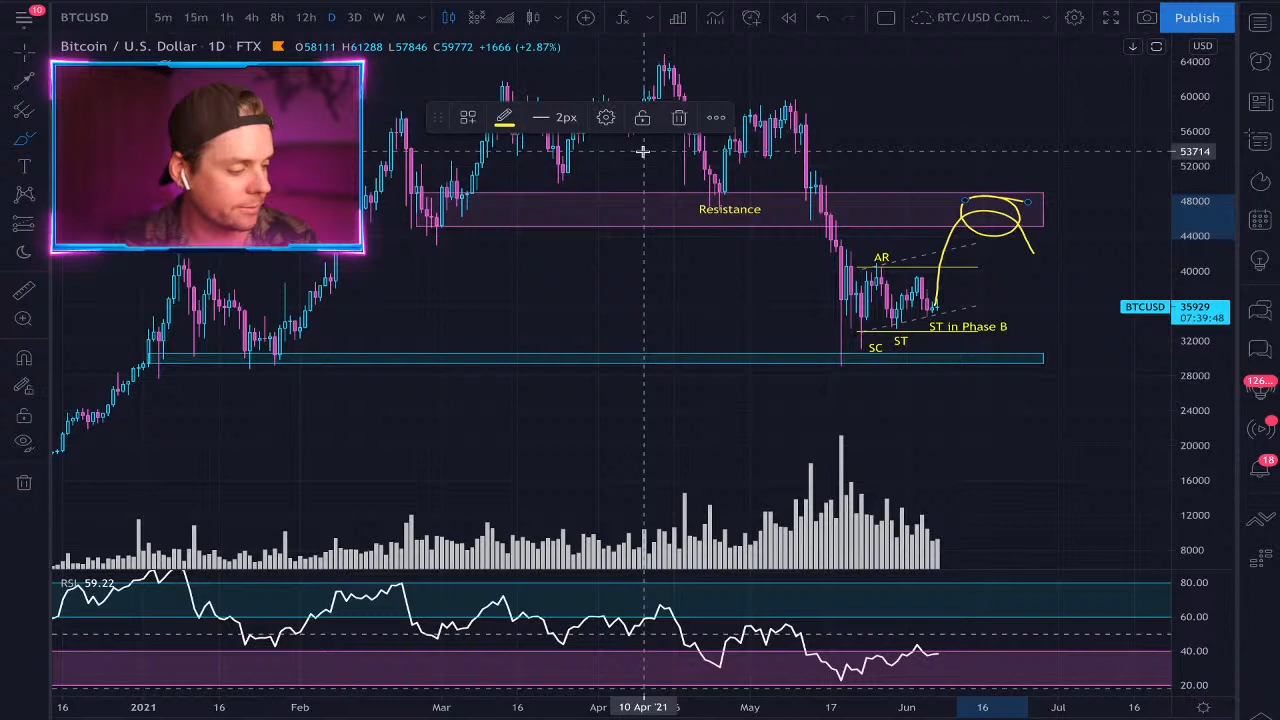 10
BTCUSD 5m 15m 1h 4h 8h 12h D 3D W M BTC/USD Com... Publish
Bitcoin / U.S. Dollar · 1D · FTX O58111 H61288 L57846 C59772 +1666 (+2.87%) USD
2px
64000
60000
56000
53714
52000
48000
44000
40000
BTCUSD 35929
07:39:48
32000
28000
24000
20000
16000
12000
8000
Resistance
AR
ST in Phase B
ST
SC
126...
18
RSI 59.22
80.00
60.00
40.00
20.00
16 2021 Feb Mar 16 Apr 10 Apr '21 May 17 Jun 16 Jul 16